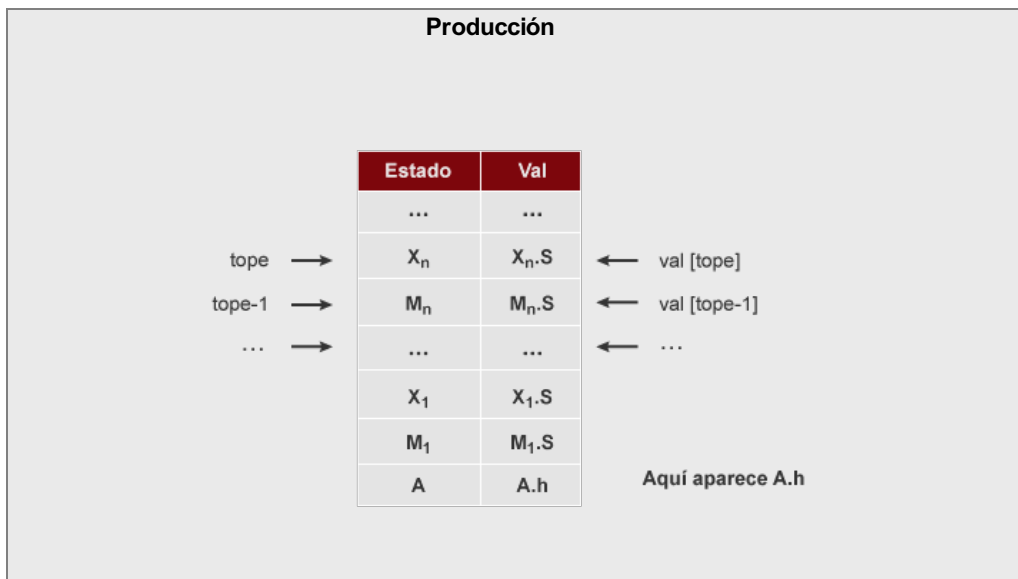 Producción
Estado Val
... ...
tope Xn Xn.S val [tope]
tope-1 Mn Mn.S val [tope-1]
... ... ... ...
X1 X1.S
M1 M1.S
A A.h Aquí aparece A.h